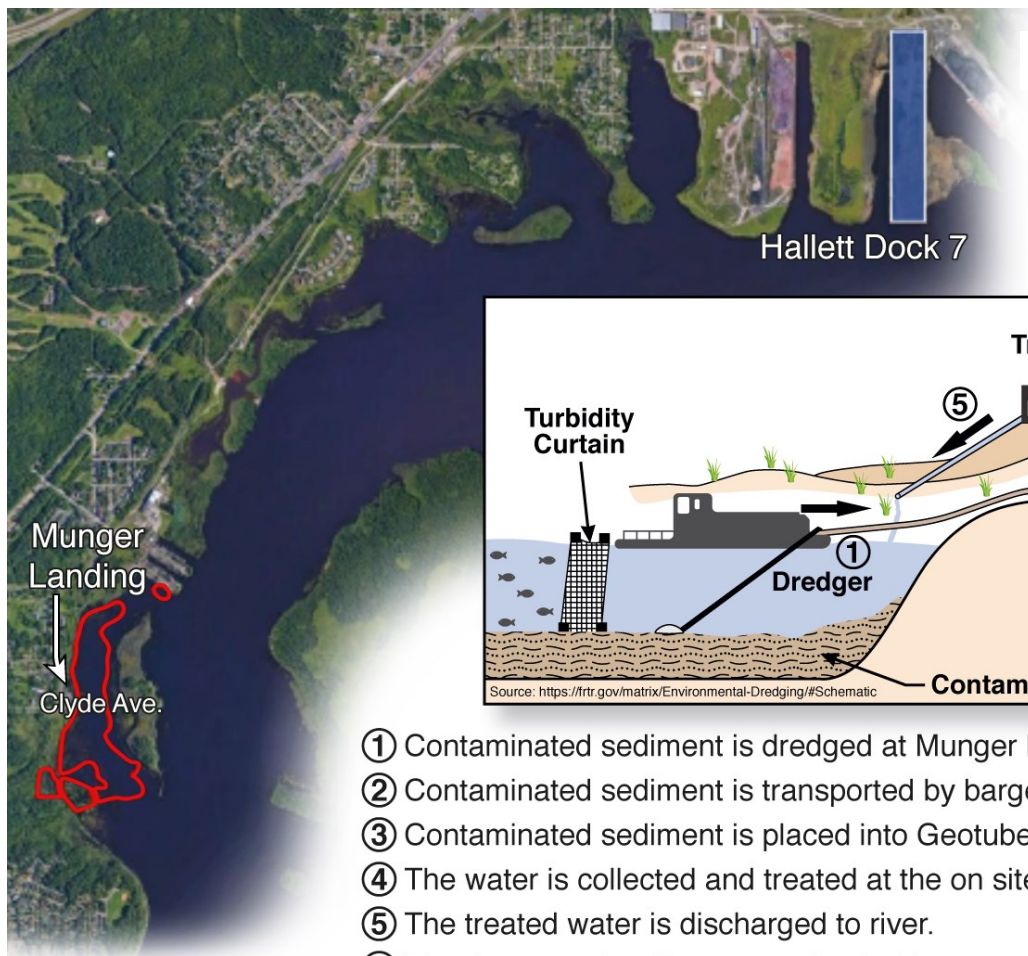 Hallett Dock 7
Turbidity
Curtain
⑤
①
Dredger
Source: https://frtr.gov/matrix/Environmental-Dredging/#Schematic
Munger
Landing
Clyde Ave.
① Contaminated sediment is dredged at Munger
② Contaminated sediment is transported by barge
③ Contaminated sediment is placed into Geotube
④ The water is collected and treated at the on site
⑤ The treated water is discharged to river.